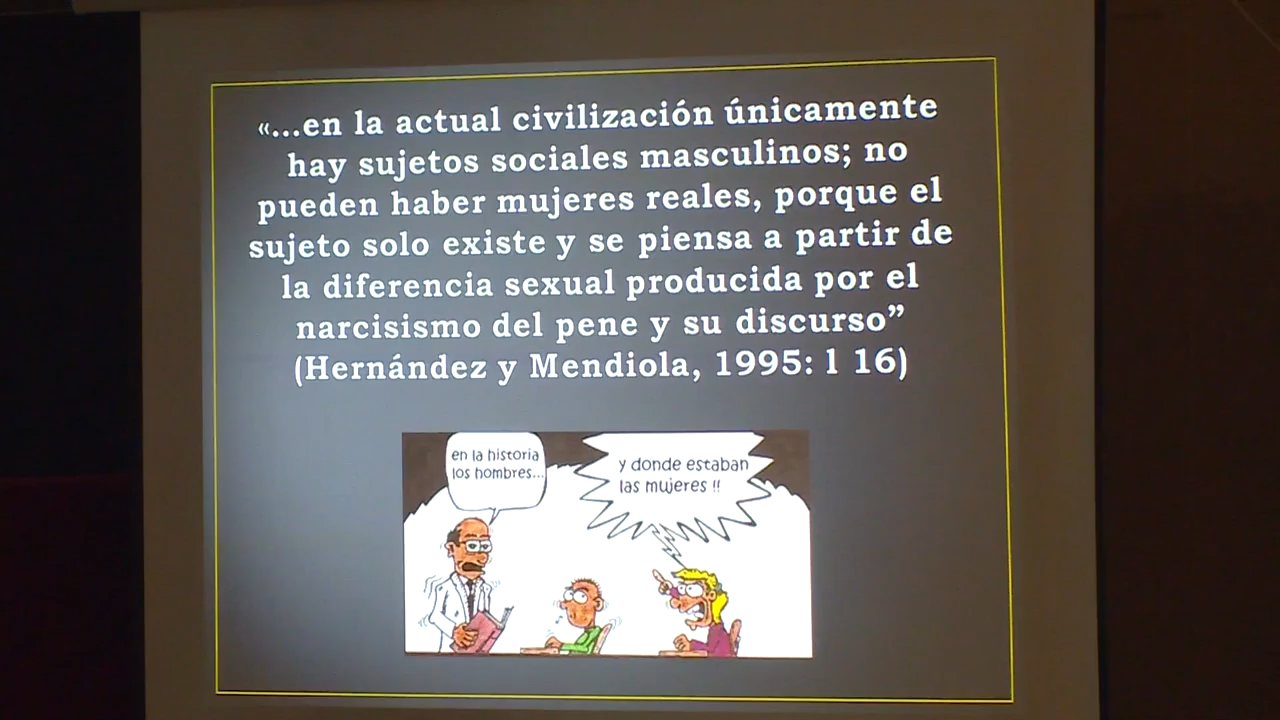 «...en la actual civilización únicamente
hay sujetos sociales masculinos; no
pueden haber mujeres reales, porque el
sujeto solo existe y se piensa a partir de
la diferencia sexual producida por el
narcisismo del pene y su discurso”
(Hernández y Mendiola, 1995: l 16)
en la historia
los hombres...
y donde estaban
las mujeres !!